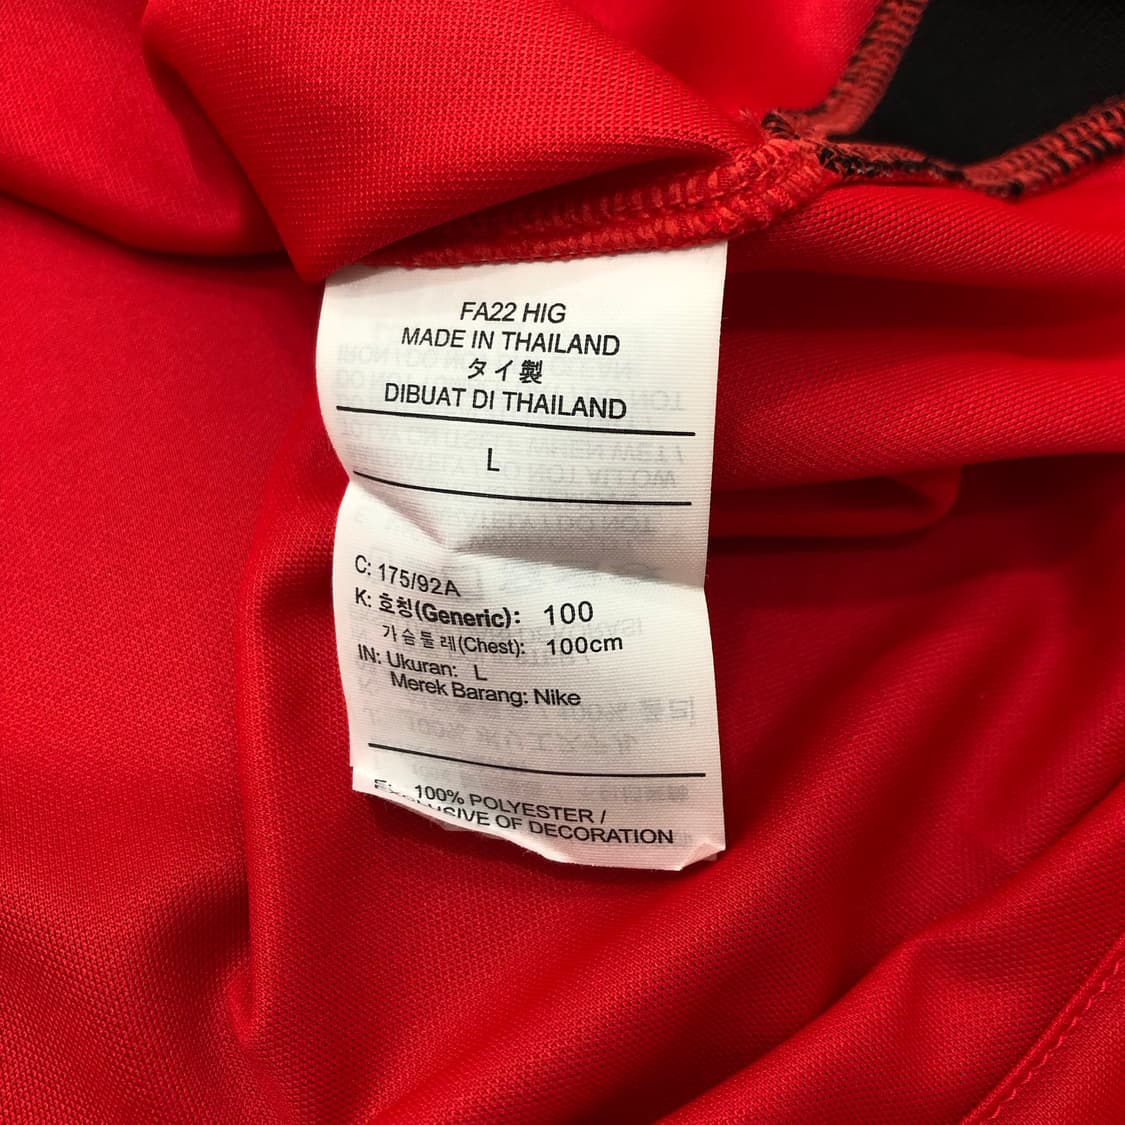 FA22 HIG
MADE IN THAILAND
タイ製
DIBUAT DI THAILAND
L
C: 175/92A
K: 호칭(Generic): 100
가슴둘레(Chest): 100cm
IN: Ukuran: L
Merek Barang: Nike
100% POLYESTER /
EXCLUSIVE OF DECORATION